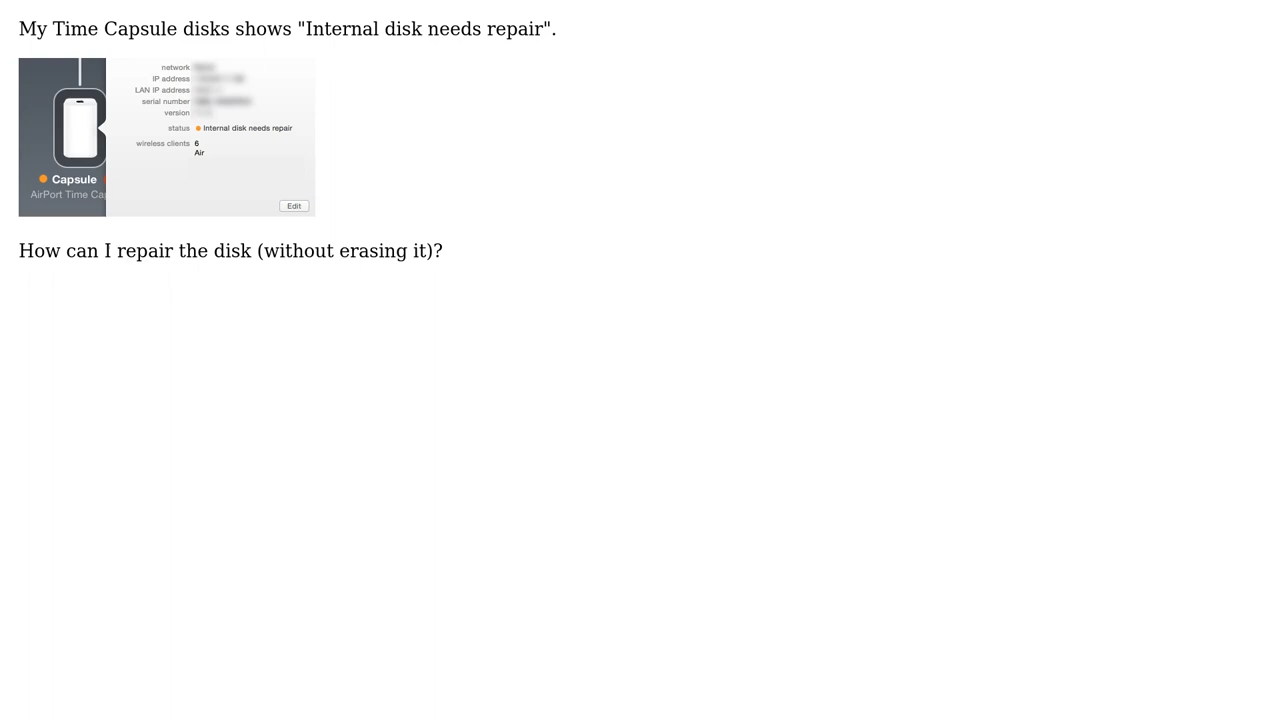 My Time Capsule disks shows "Internal disk needs repair".
network
IP address
LAN IP address
serial number
version
status Internal disk needs repair
wireless clients 6
Air
Capsule
AirPort Time Cap
Edit
How can I repair the disk (without erasing it)?